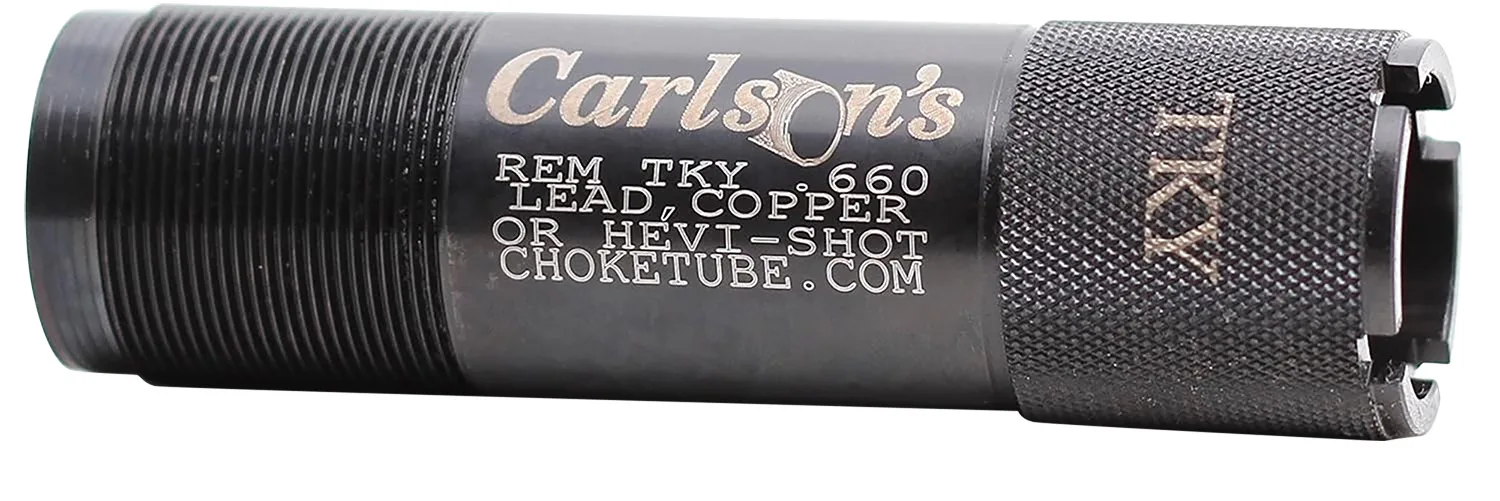 Carlson's
REM TKY .660
LEAD, COPPER
OR HEVI-SHOT
CHOKETUBE.COM
TKY